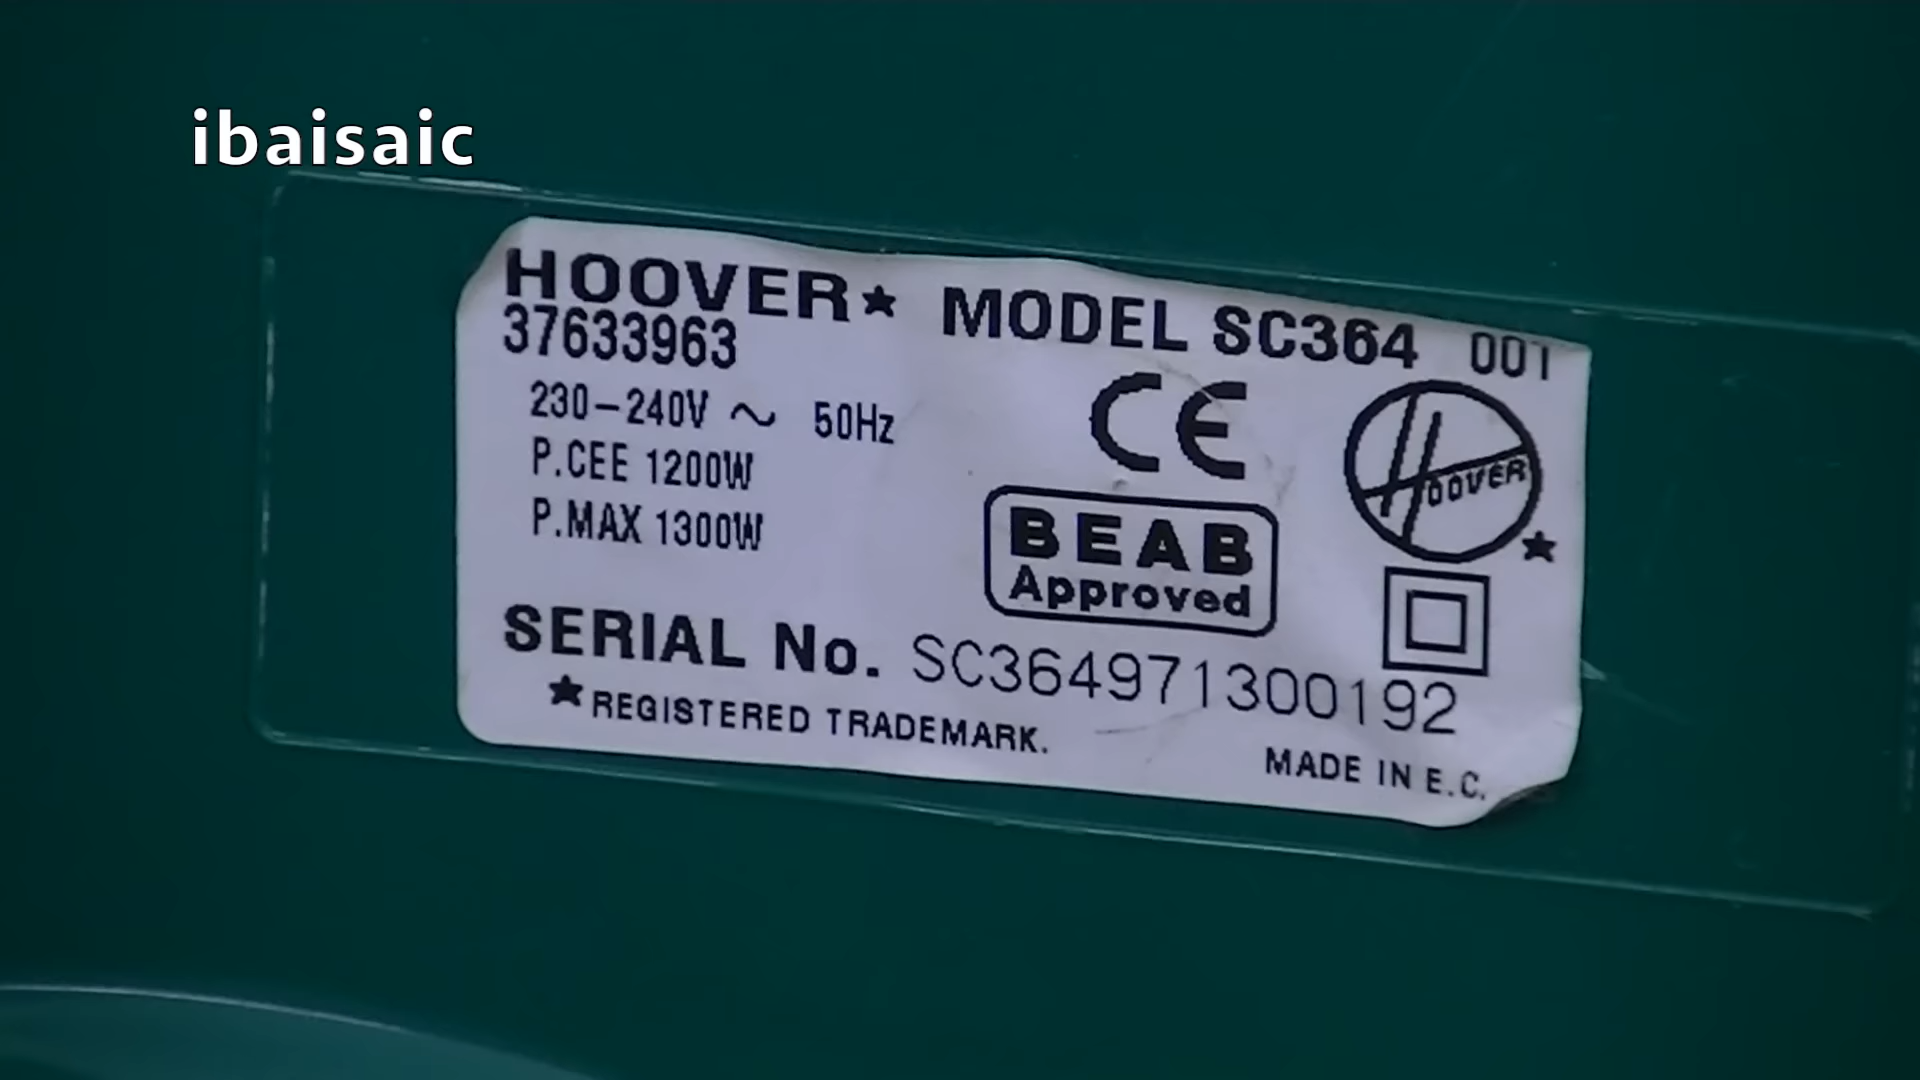 ibaisaic
HOOVER★ MODEL SC364 001
37633963
230-240V ~ 50Hz
P.CEE 1200W
P.MAX 1300W
CE
HOOVER
★
BEAB
Approved
SERIAL No. SC364971300192
★REGISTERED TRADEMARK.
MADE IN E.C.